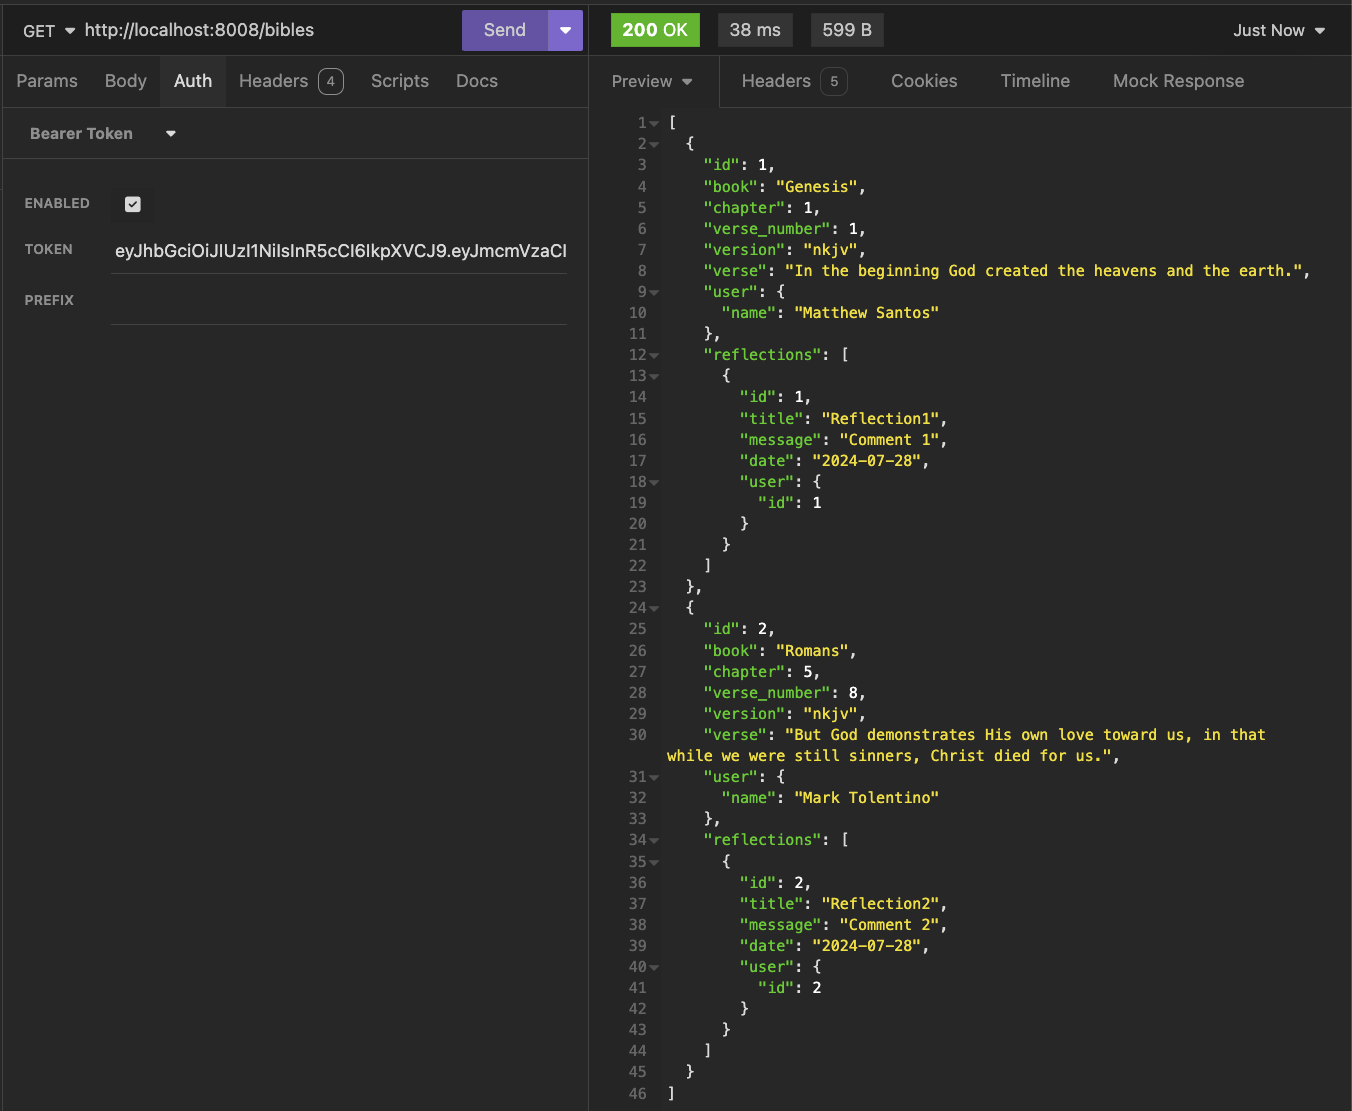 GET http://localhost:8008/bibles Send
Params Body Auth Headers 4 Scripts Docs
Bearer Token
ENABLED
TOKEN eyJhbGciOiJIUzI1NiIsInR5cCI6IkpXVCJ9.eyJmcmVzaCI
PREFIX
200 OK 38 ms 599 B Just Now
Preview Headers 5 Cookies Timeline Mock Response
1 [
2 {
3 "id": 1,
4 "book": "Genesis",
5 "chapter": 1,
6 "verse_number": 1,
7 "version": "nkjv",
8 "verse": "In the beginning God created the heavens and the earth.",
9 "user": {
10 "name": "Matthew Santos"
11 },
12 "reflections": [
13 {
14 "id": 1,
15 "title": "Reflection1",
16 "message": "Comment 1",
17 "date": "2024-07-28",
18 "user": {
19 "id": 1
20 }
21 }
22 ]
23 },
24 {
25 "id": 2,
26 "book": "Romans",
27 "chapter": 5,
28 "verse_number": 8,
29 "version": "nkjv",
30 "verse": "But God demonstrates His own love toward us, in that
while we were still sinners, Christ died for us.",
31 "user": {
32 "name": "Mark Tolentino"
33 },
34 "reflections": [
35 {
36 "id": 2,
37 "title": "Reflection2",
38 "message": "Comment 2",
39 "date": "2024-07-28",
40 "user": {
41 "id": 2
42 }
43 }
44 ]
45 }
46 ]